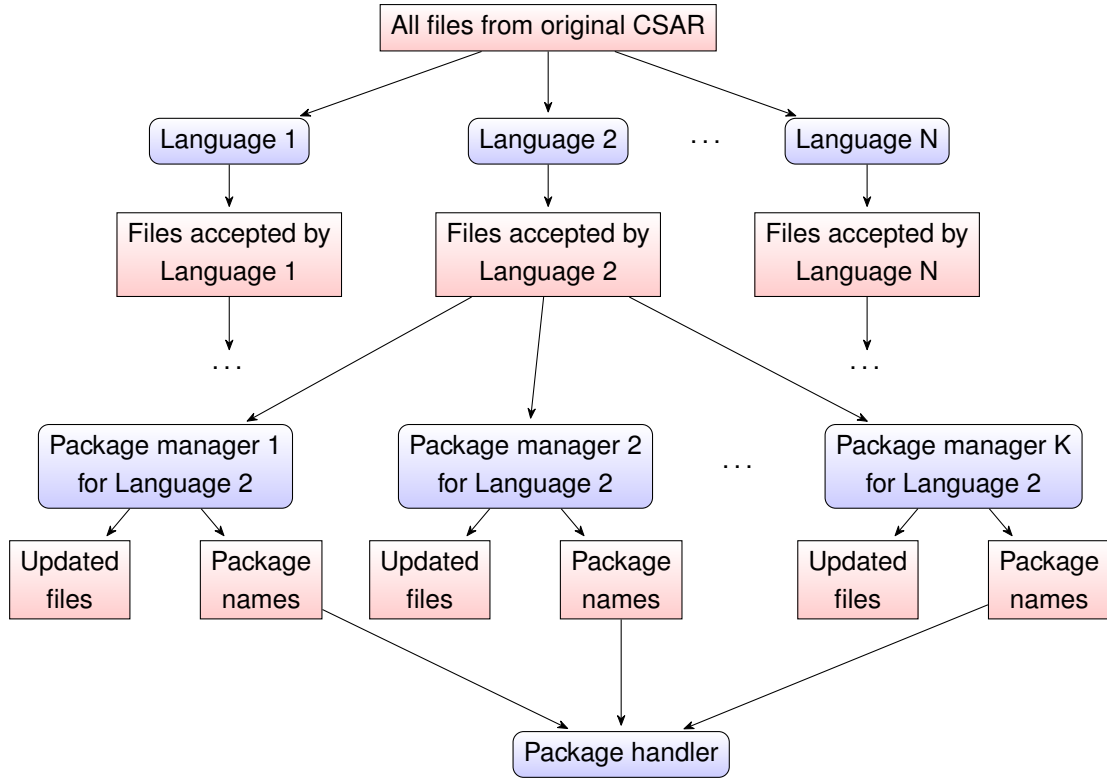 All files from original CSAR
Language 1
Language 2
. . .
Language N
Files accepted by
Language 1
Files accepted by
Language 2
Files accepted by
Language N
. . .
. . .
Package manager 1
for Language 2
Package manager 2
for Language 2
. . .
Package manager K
for Language 2
Updated
files
Package
names
Updated
files
Package
names
Updated
files
Package
names
Package handler